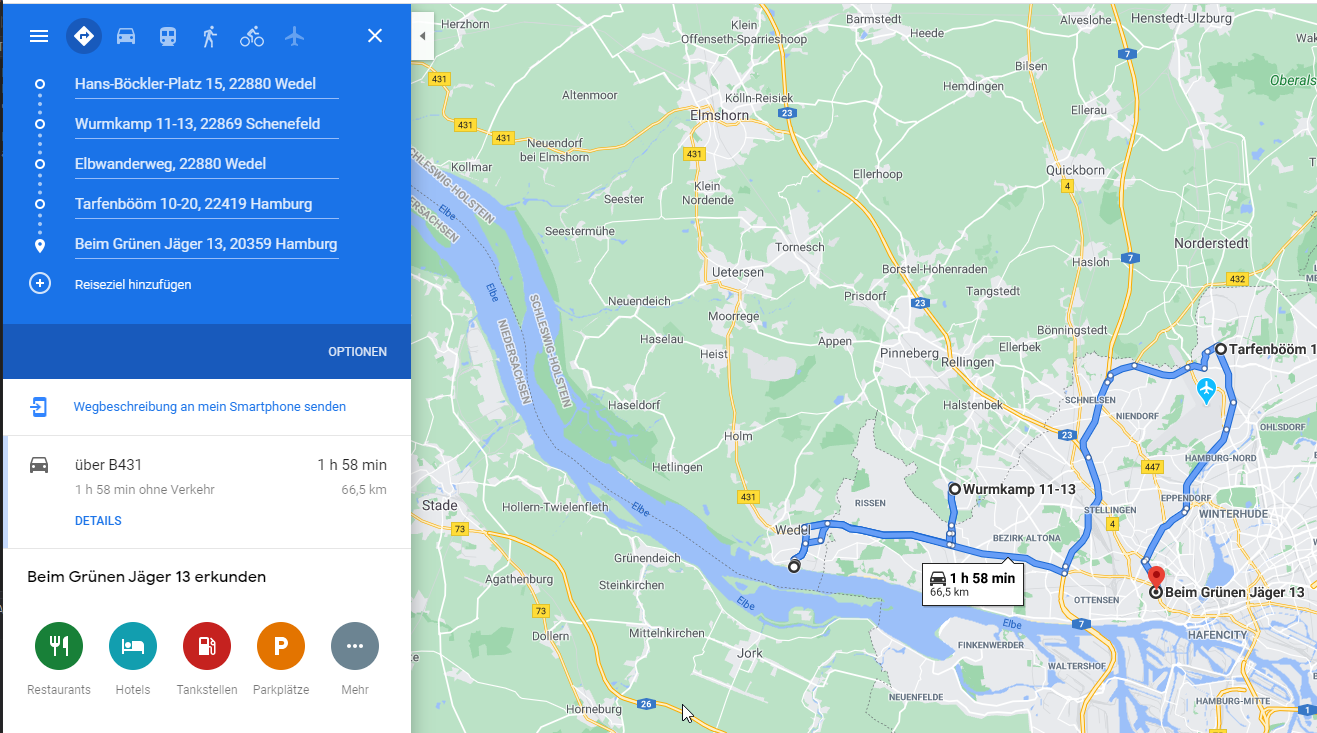 Hans-Böckler-Platz 15, 22880 Wedel
Wurmkamp 11-13, 22869 Schenefeld
Elbwanderweg, 22880 Wedel
Tarfenbööm 10-20, 22419 Hamburg
Beim Grünen Jäger 13, 20359 Hamburg
Reiseziel hinzufügen
OPTIONEN
Wegbeschreibung an mein Smartphone senden
über B431 1 h 58 min
1 h 58 min ohne Verkehr 66,5 km
DETAILS
Beim Grünen Jäger 13 erkunden
P
Restaurants Hotels Tankstellen Parkplätze Mehr
Herzhorn
Klein
Offenseth-Sparrieshoop
Barmstedt
Heede
Alveslohe
Henstedt-Ulzburg
7
Bilsen
431
Altenmoor
Kölln-Reisiek
Hemdingen
Oberals
Elmshorn
23
Ellerau
431
431
Neuendorf
bei Elmshorn
431
Köllmar
SCHLESWIG-HOLSTEIN
Elbe
Klein
Nordende
Ellerhoop
Quickborn
4
Seester
Seestermühe
Tornesch
Norderstedt
Uetersen
Borstel-Hohenraden
Hasloh
7
432
Elbe
Neuendeich
Prisdorf
23
Tangstedt
SCHLESWIG-HOLSTEIN
NIEDERSACHSEN
Moorrege
Bönningstedt
Haselau
Heist
Appen
Pinneberg
Rellingen
Ellerbek
Tarfenbööm 1
Haseldorf
Halstenbek
SCHNELSEN
NIENDORF
OHLSDORF
Holm
23
HAMBURG-NORD
Hetlingen
447
431
Wurmkamp 11-13
EPPENDORF
Stade
Hollern-Twielenfleth
RISSEN
STELLINGEN
WINTERHUDE
73
Elbe
Wedel
4
BEZIRK ALTONA
Grünendeich
1 h 58 min
66,5 km
Agathenburg
Steinkirchen
Beim Grünen Jäger 13
OTTENSEN
73
Elbe
Elbe
7
Dollern
Mittelnkirchen
HAFENCITY
FINKENWERDER
Jork
WALTERSHOF
NEUENFELDE
HAMBURG-MITTE
26
Horneburg
1